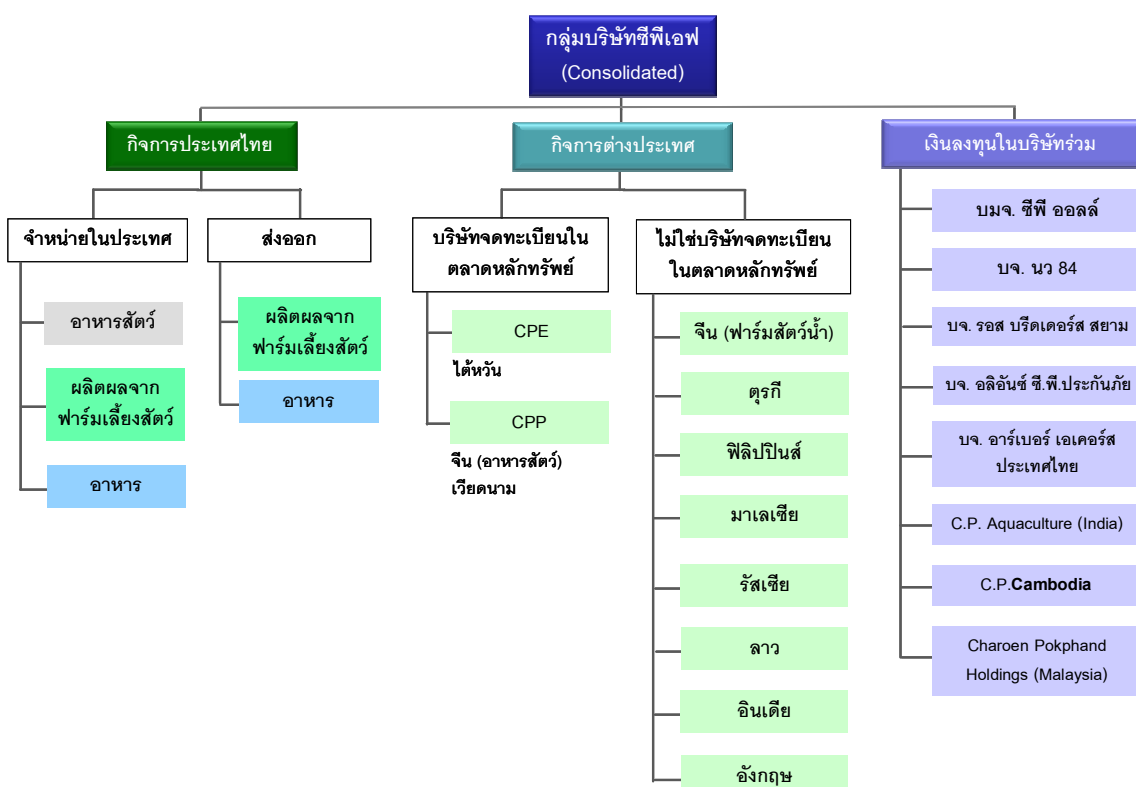 กลุ่มบริษัทซีพีเอฟ
(Consolidated)
กิจการประเทศไทย
กิจการต่างประเทศ
เงินลงทุนในบริษัทร่วม
จำหน่ายในประเทศ
อาหารสัตว์
ผลิตผลจาก
ฟาร์มเลี้ยงสัตว์
อาหาร
ส่งออก
ผลิตผลจาก
ฟาร์มเลี้ยงสัตว์
อาหาร
บริษัทจดทะเบียนใน
ตลาดหลักทรัพย์
CPE
ไต้หวัน
CPP
จีน (อาหารสัตว์)
เวียดนาม
ไม่ใช่บริษัทจดทะเบียน
ในตลาดหลักทรัพย์
จีน (ฟาร์มสัตว์น้ำ)
ตุรกี
ฟิลิปปินส์
มาเลเซีย
รัสเซีย
ลาว
อินเดีย
อังกฤษ
บมจ. ซีพี ออลล์
บจ. นว 84
บจ. รอส บรีดเดอร์ส สยาม
บจ. อลิอันซ์ ซี.พี.ประกันภัย
บจ. อาร์เบอร์ เอเคอร์ส
ประเทศไทย
C.P. Aquaculture (India)
C.P.Cambodia
Charoen Pokphand
Holdings (Malaysia)